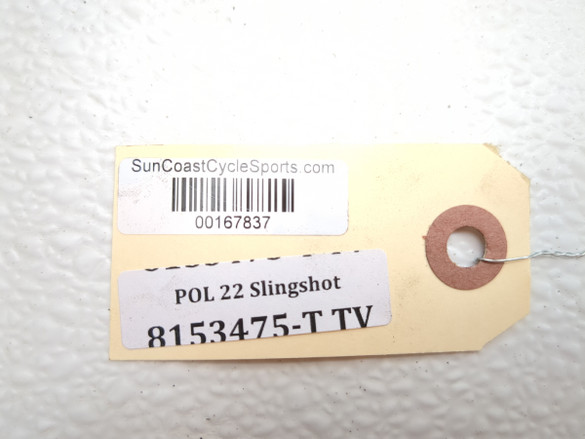 SunCoastCycleSports.com
00167837
POL 22 Slingshot
8153475-T TV